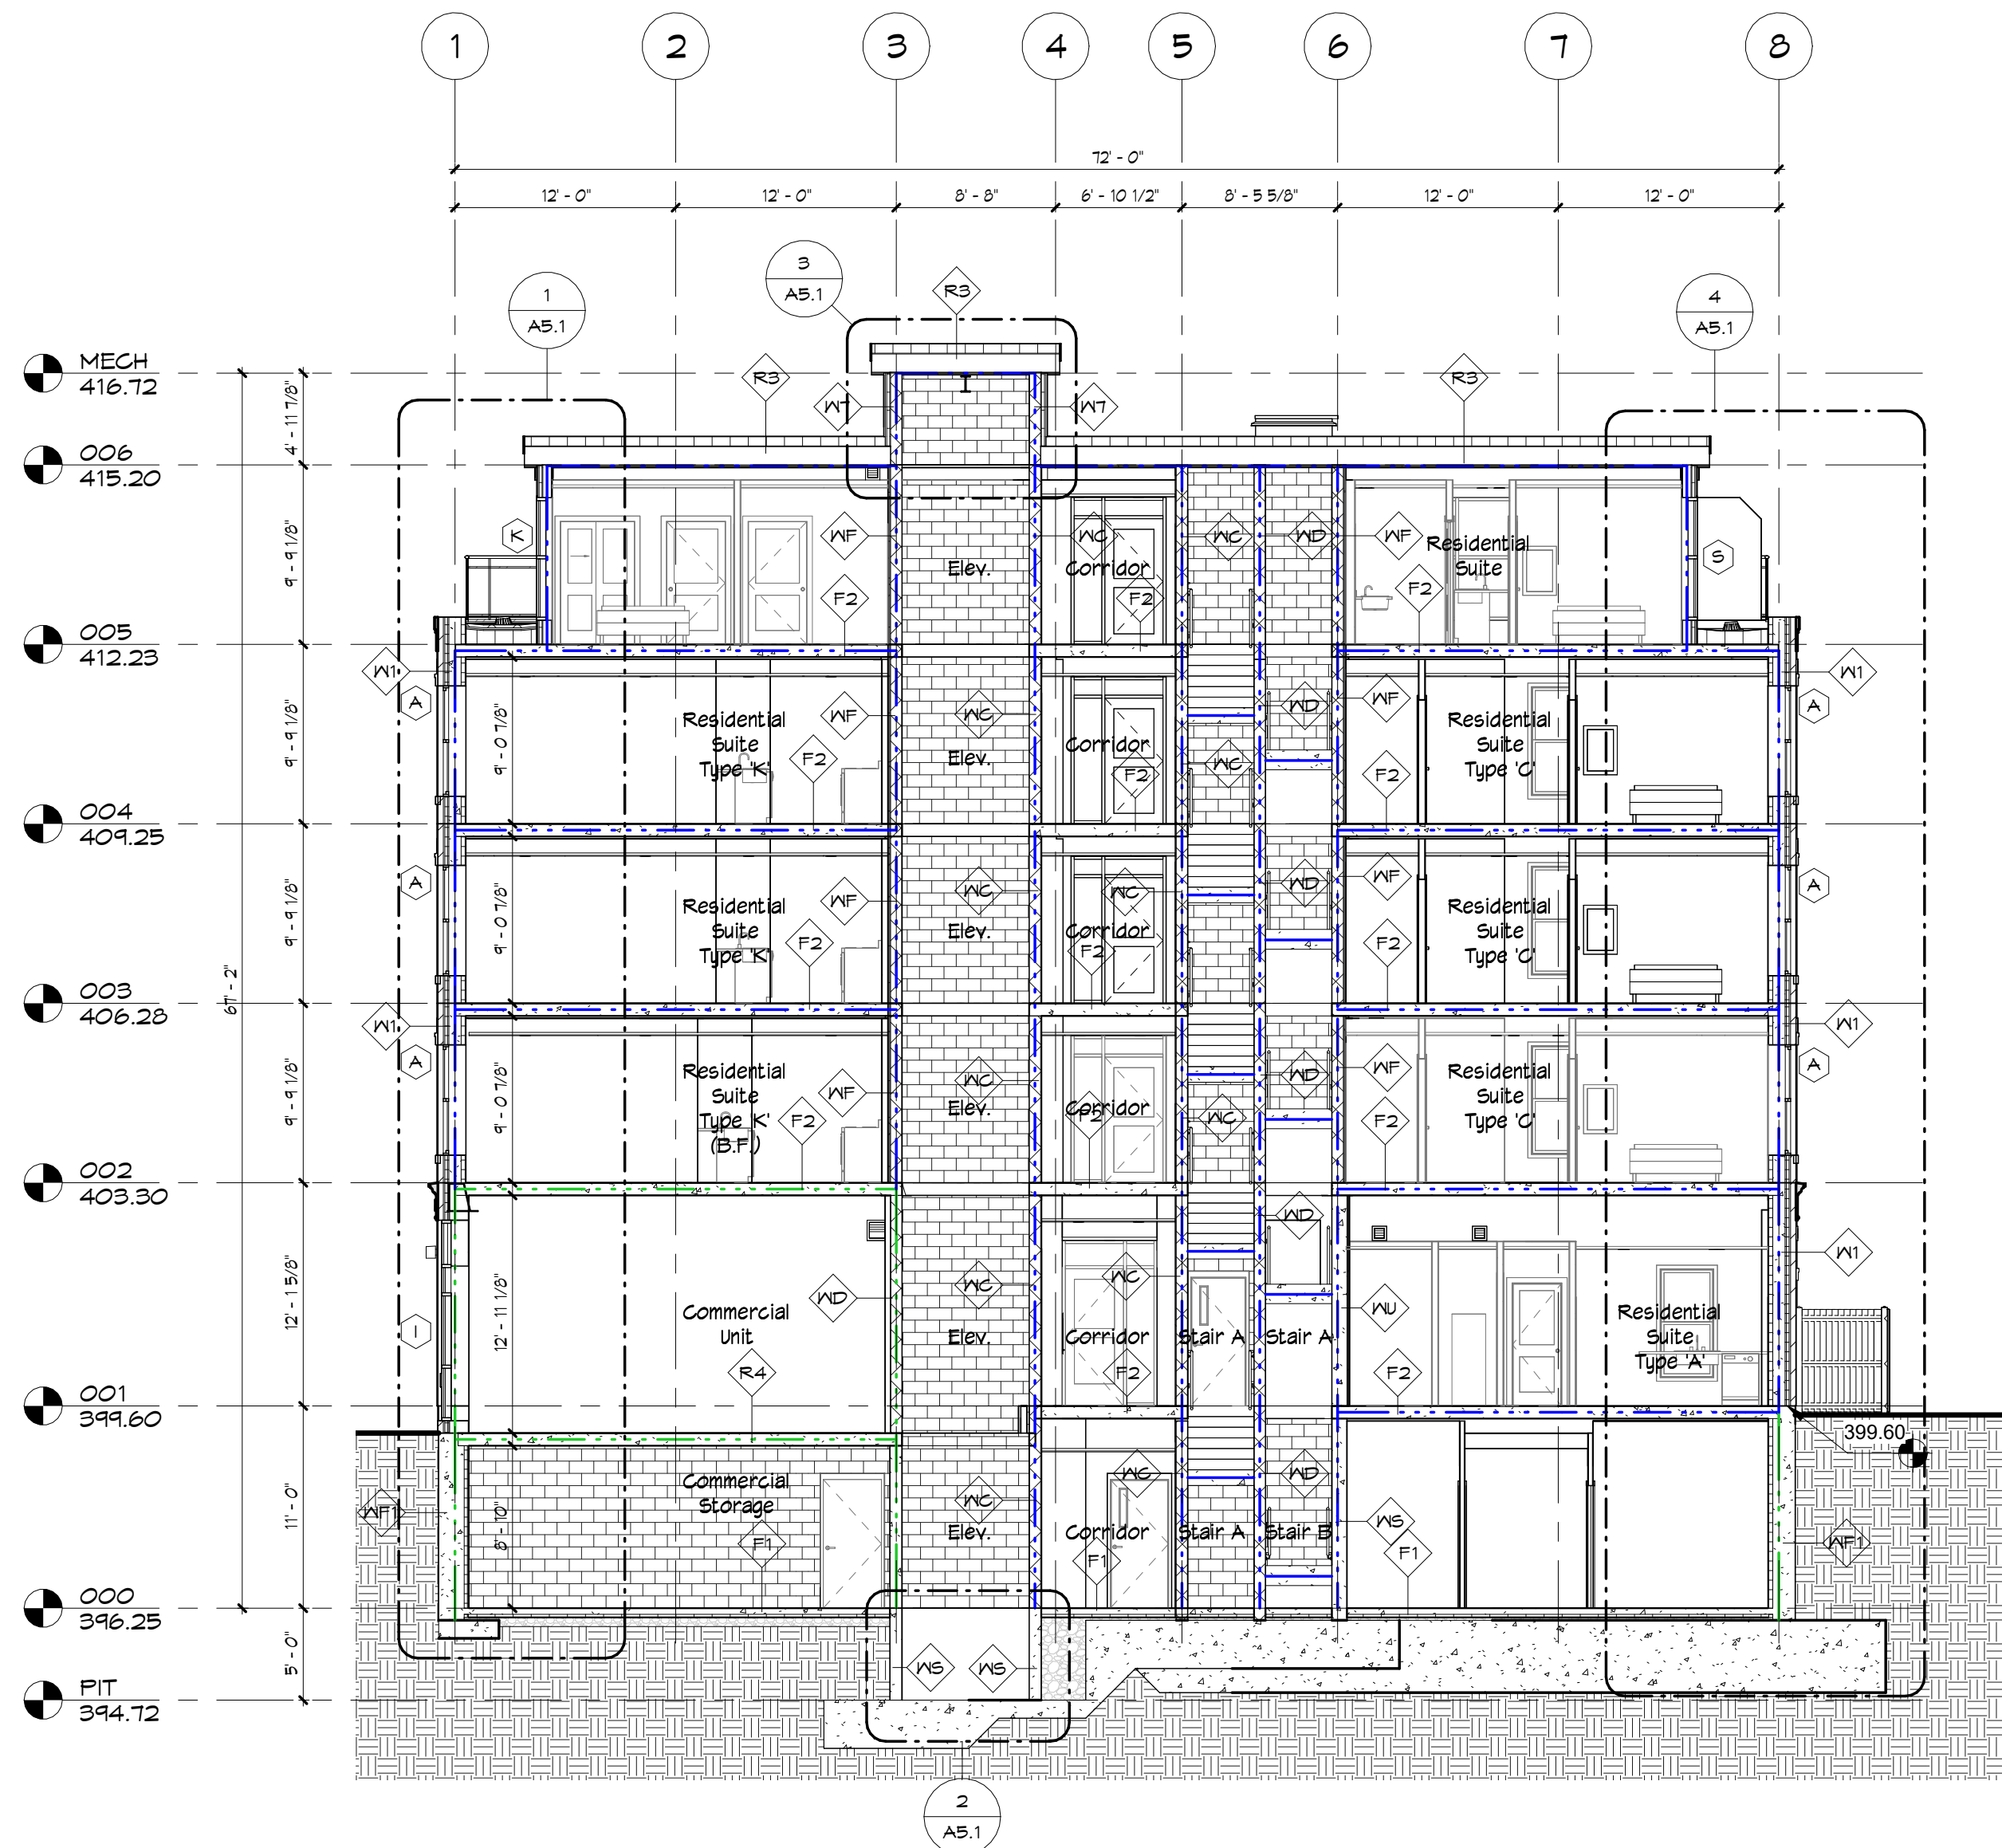 1 2 3 4 5 6 7 8
72' - 0"
12' - 0" 12' - 0" 8' - 8" 6' - 10 1/2" 8' - 5 5/8" 12' - 0" 12' - 0"
3
A5.1
R3
1
A5.1
4
A5.1
MECH
416.72
4' - 11 7/8"
R3
R3
W7
W7
006
415.20
K
WF
WC
WC
WD
WF
Residential
Suite
S
9' - 9 1/8"
Elev.
Corridor
F2
F2
F2
005
412.23
W1
W1
A
A
9' - 9 1/8"
9' - 0 7/8"
Residential
Suite
Type 'K'
WF
F2
WC
Elev.
Corridor
F2
WC
WD
WF
F2
Residential
Suite
Type 'C'
004
409.25
A
A
9' - 9 1/8"
9' - 0 7/8"
Residential
Suite
Type 'K'
WF
F2
WC
Elev.
WC
Corridor
F2
WD
WF
F2
Residential
Suite
Type 'C'
67' - 2"
003
406.28
W1
W1
A
A
9' - 9 1/8"
9' - 0 7/8"
Residential
Suite
Type 'K'
(B.F.)
WF
F2
WC
Elev.
Corridor
F2
WC
WD
WF
F2
Residential
Suite
Type 'C'
002
403.30
WD
W1
12' - 1 5/8"
12' - 11 1/8"
I
Commercial
Unit
WD
R4
WC
Elev.
WC
Corridor
F2
Stair A
Stair A
WU
F2
Residential
Suite
Type 'A'
001
399.60
399.60
11' - 0"
8' - 10"
WF1
Commercial
Storage
F1
WC
Elev.
WC
Corridor
F1
Stair A
WD
Stair B
WS
F1
WF1
000
396.25
5' - 0"
WS
WS
PIT
394.72
2
A5.1